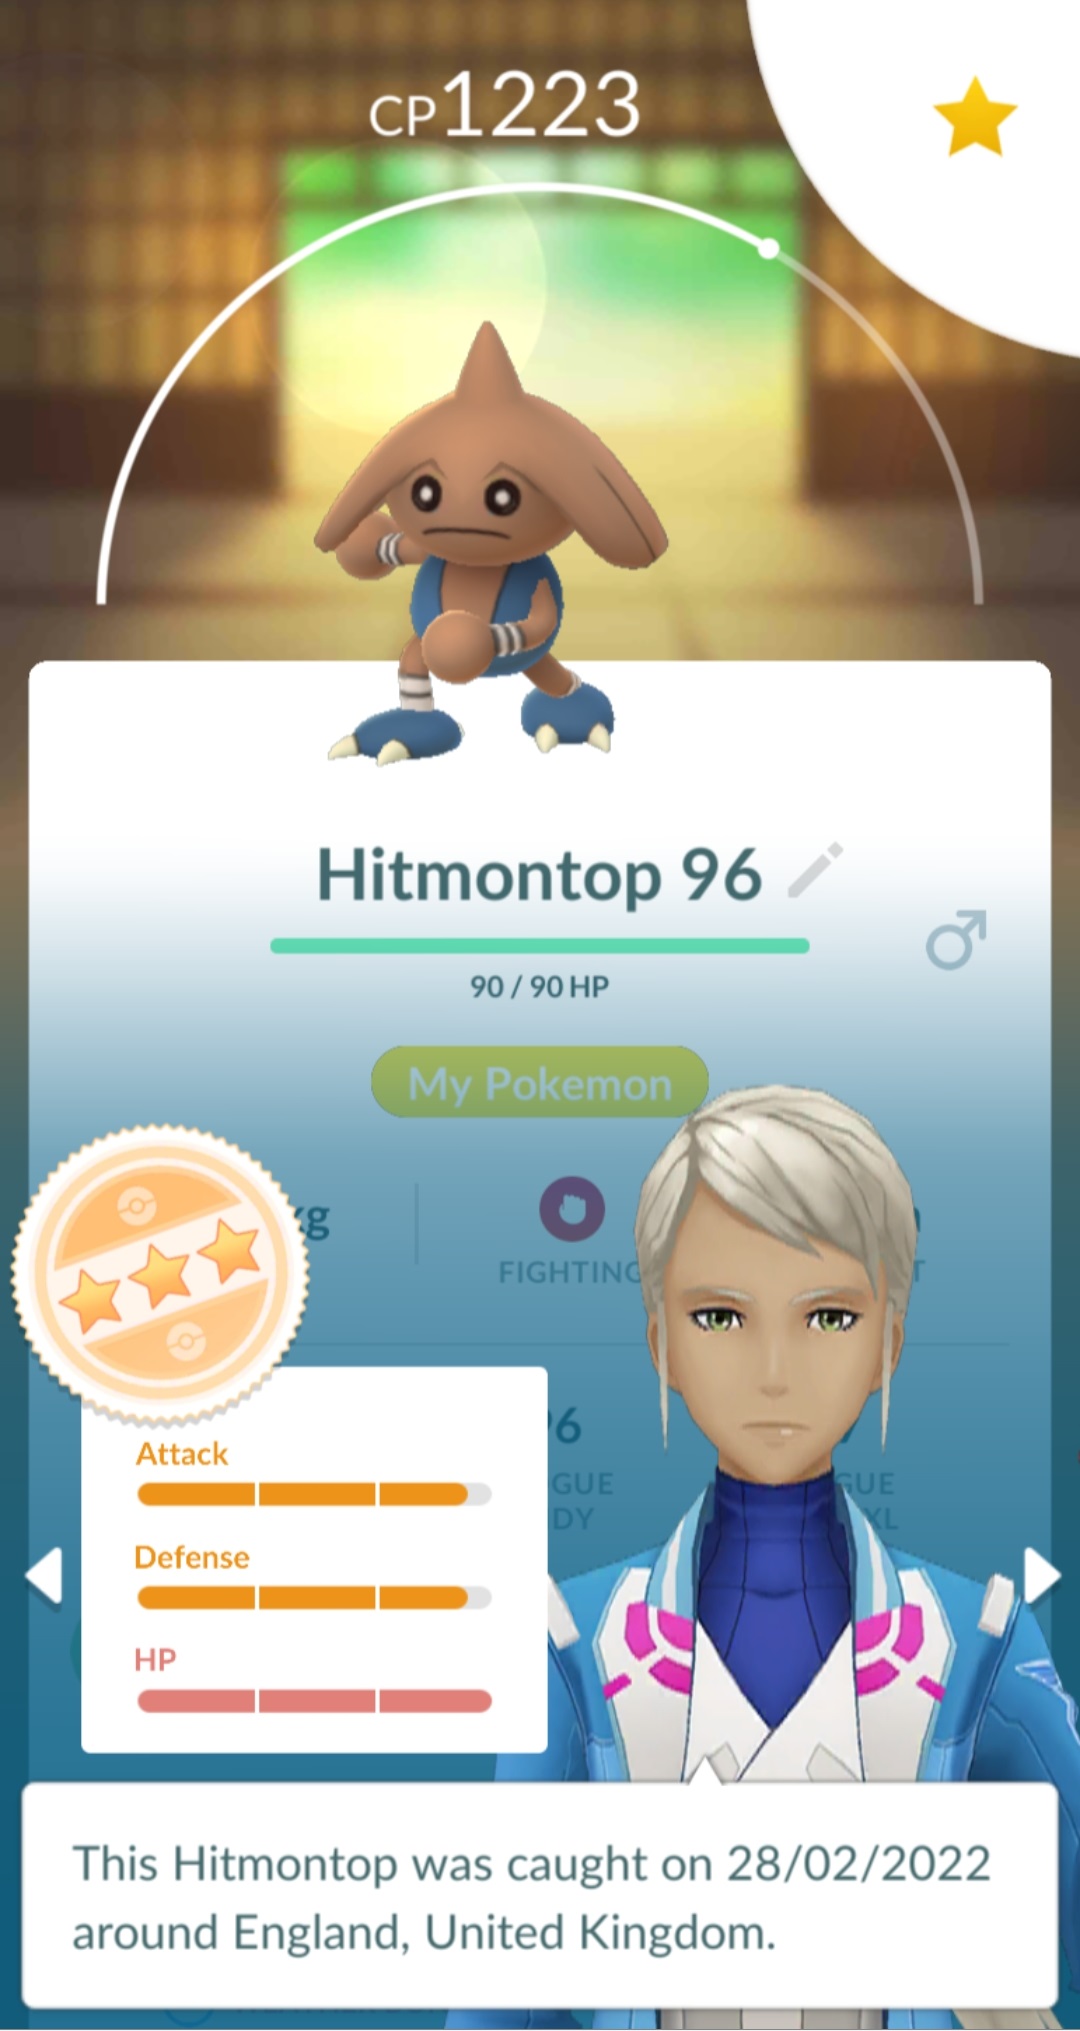 CP1223
Hitmontop 96
90 / 90 HP
My Pokemon
FIGHTING
Attack
Defense
HP
This Hitmontop was caught on 28/02/2022
around England, United Kingdom.